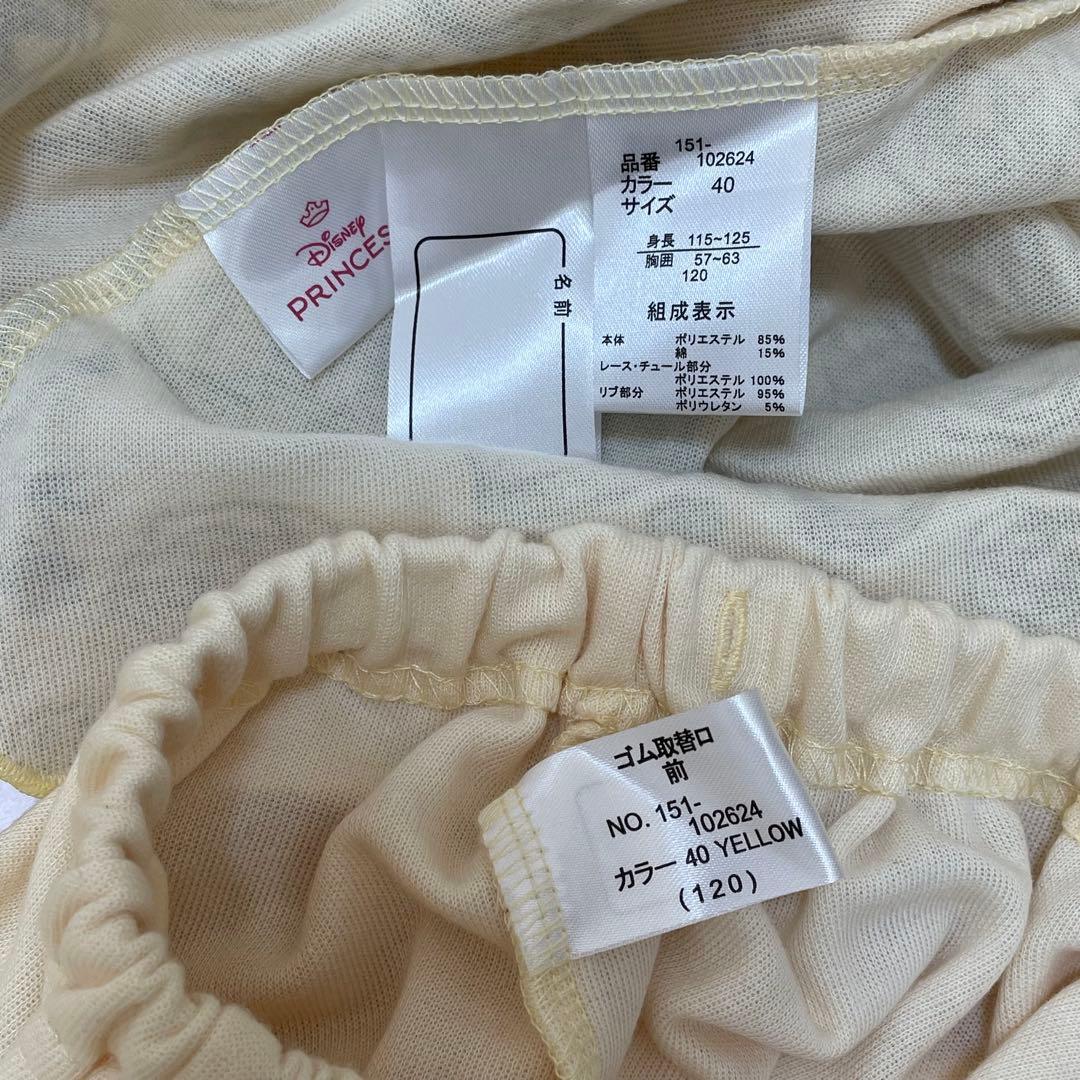 Disney
PRINCES
名前
151-
品番 102624
カラー 40
サイズ
身長 115~125
胸囲 57~63
120
組成表示
本体 ポリエステル 85%
綿 15%
レース・チュール部分
ポリエステル 100%
リブ部分 ポリエステル 95%
ポリウレタン 5%
ゴム取替口
前
NO. 151-
102624
カラー 40 YELLOW
(120)